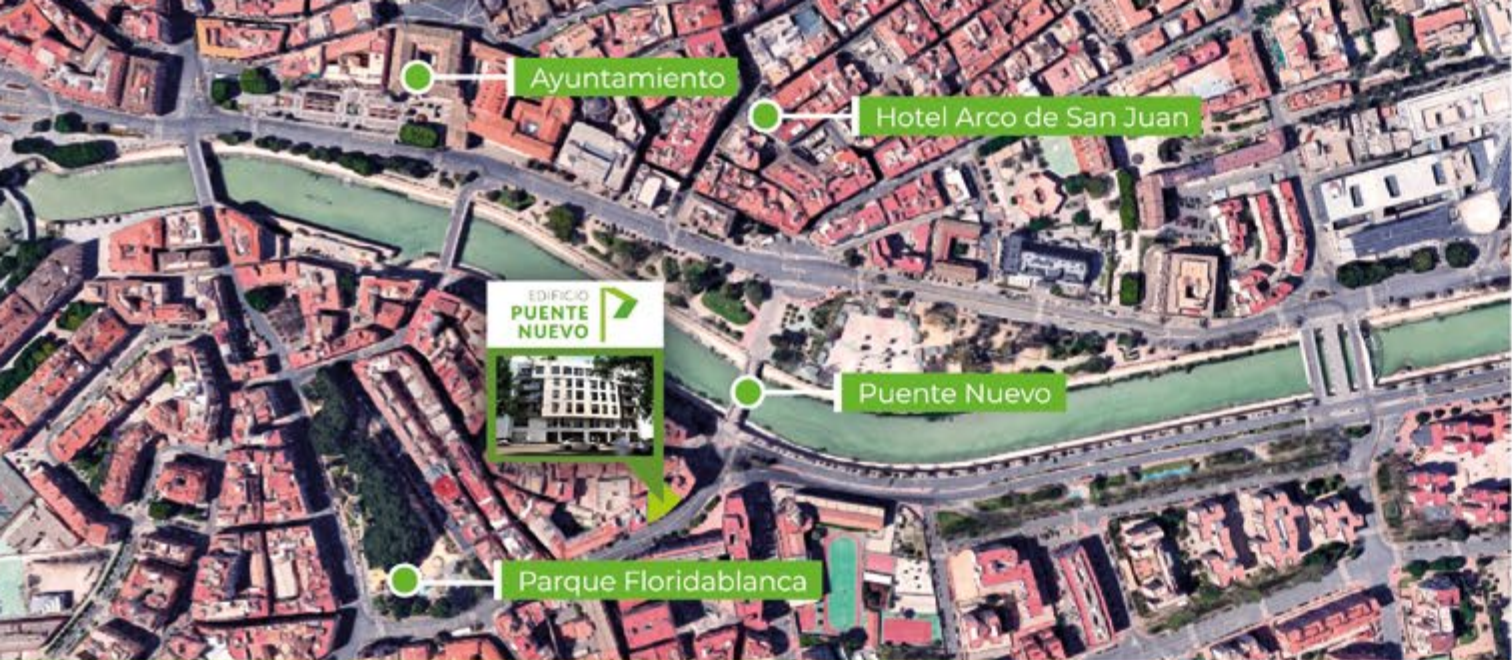 Ayuntamiento
Hotel Arco de San Juan
EDIFICIO
PUENTE
NUEVO
Puente Nuevo
Parque Floridablanca